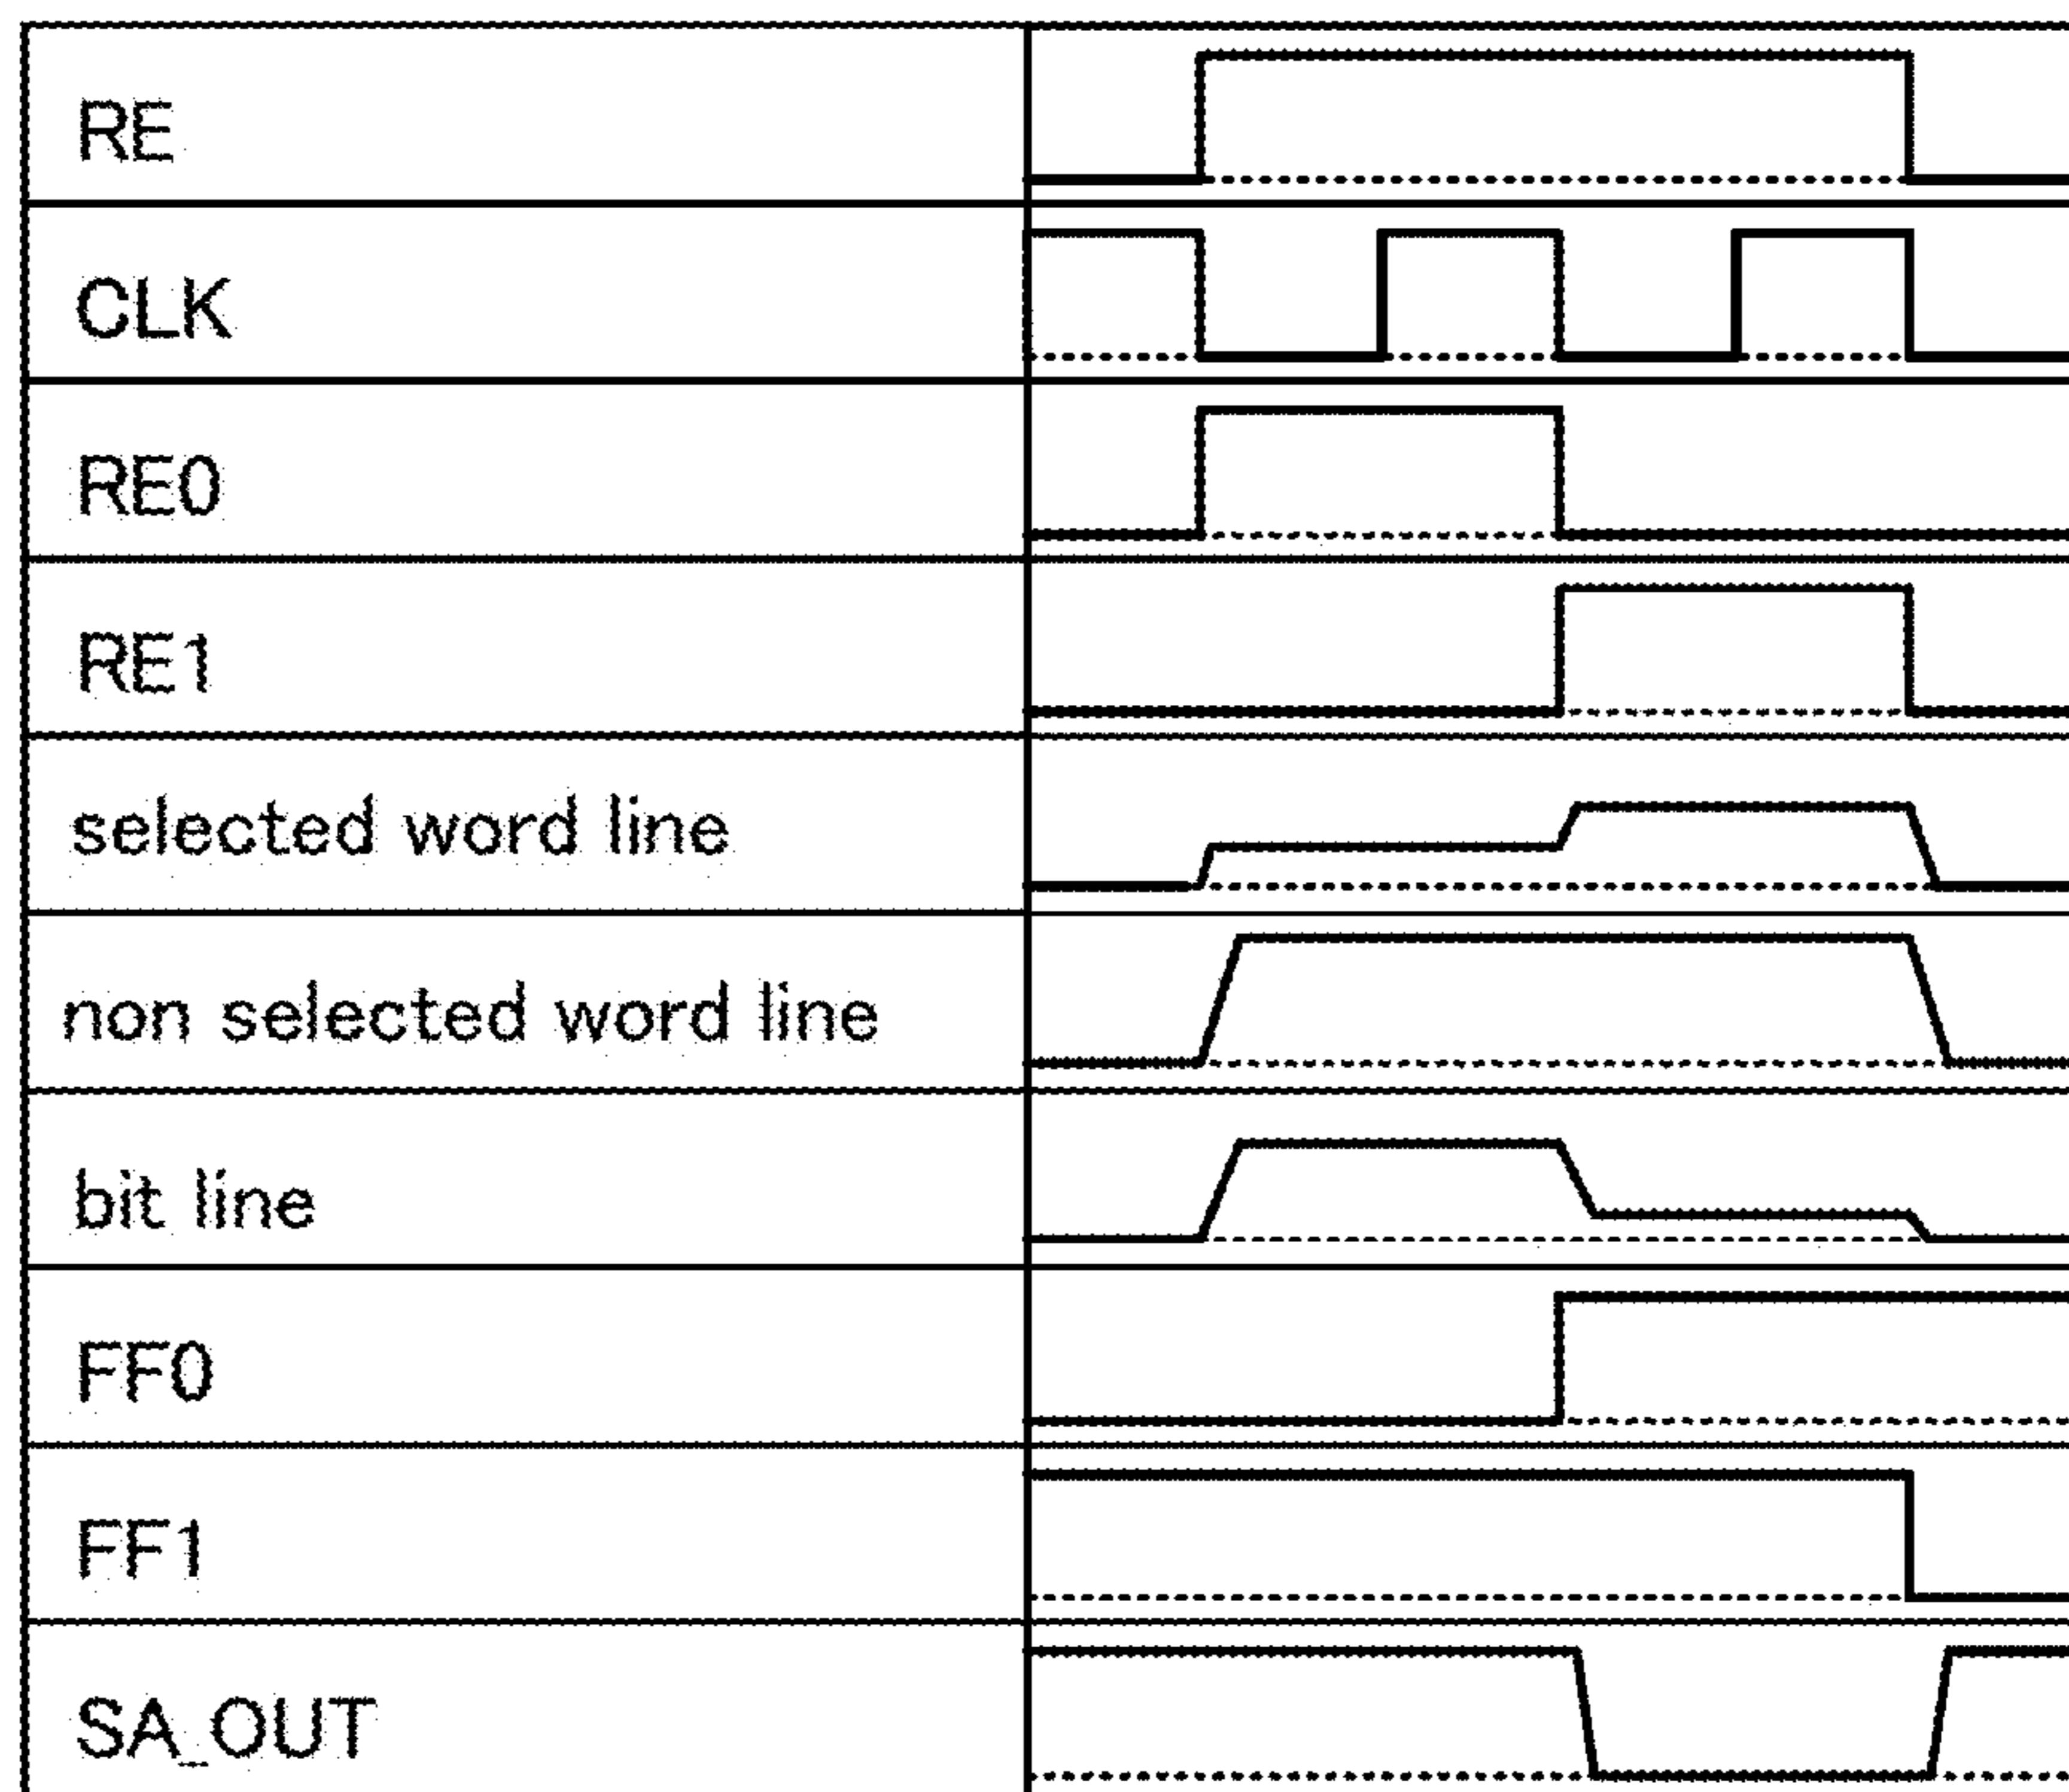 RE
CLK
RE0
RE1
selected word line
non selected word line
bit line
FF0
FF1
SA_OUT